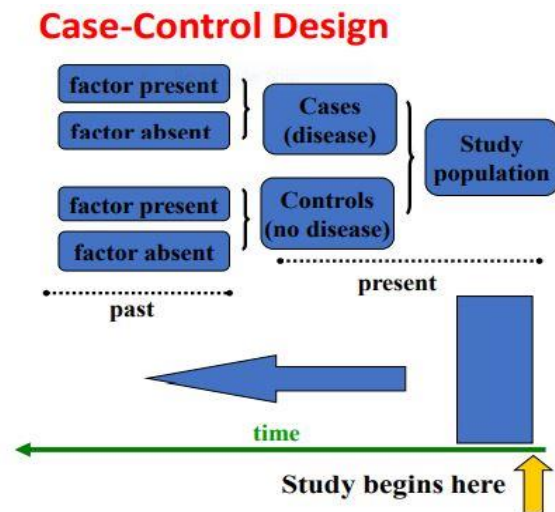 Case-Control Design
factor present
factor absent
Cases
(disease)
Study
population
factor present
factor absent
Controls
(no disease)
past
present
time
Study begins here